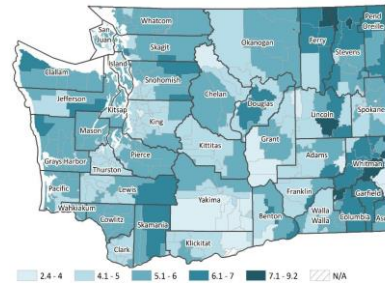 Whatcom
San
Juan
Skagit
Island
Okanogan
Ferry
Stevens
Pend
Oreille
Clallam
Snohomish
Jefferson
Chelan
Douglas
Kitsap
King
Lincoln
Spokane
Mason
Grays Harbor
Kittitas
Grant
Pierce
Adams
Whitman
Thurston
Pacific
Lewis
Yakima
Franklin
Garfield
Wahkiakum
Cowlitz
Skamania
Benton
Walla
Walla
Columbia
Clark
Klickitat
2.4 - 4
4.1 - 5
5.1 - 6
6.1 - 7
7.1 - 9.2
N/A